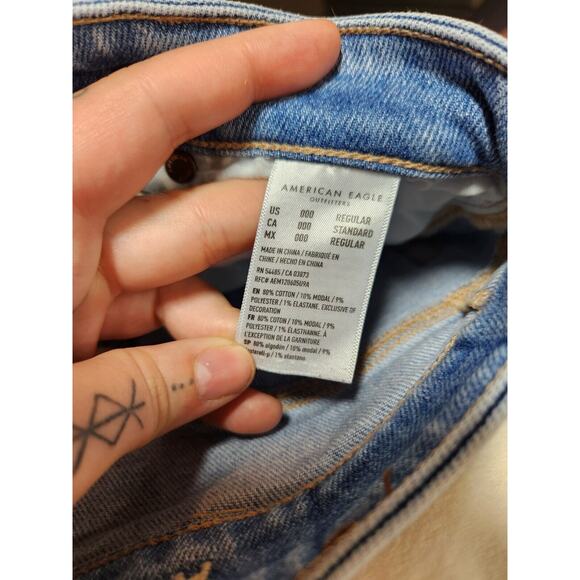 AMERICAN EAGLE
OUTFITTERS
US 000 REGULAR
CA 000 STANDARD
MX 000 REGULAR
MADE IN CHINA / FABRIQUÉ EN
CHINE / HECHO EN CHINA
RN 54485 / CA 03873
RFC# AEM120605U9A
EN 80% COTTON / 10% MODAL / 9%
POLYESTER / 1% ELASTANE. EXCLUSIVE OF
DECORATION
FR 80% COTON / 10% MODAL / 9%
POLYESTER / 1% ÉLASTHANNE. À
L'EXCEPTION DE LA GARNITURE
SP 80% algodón / 10% modal / 9%
/ 1% elastano